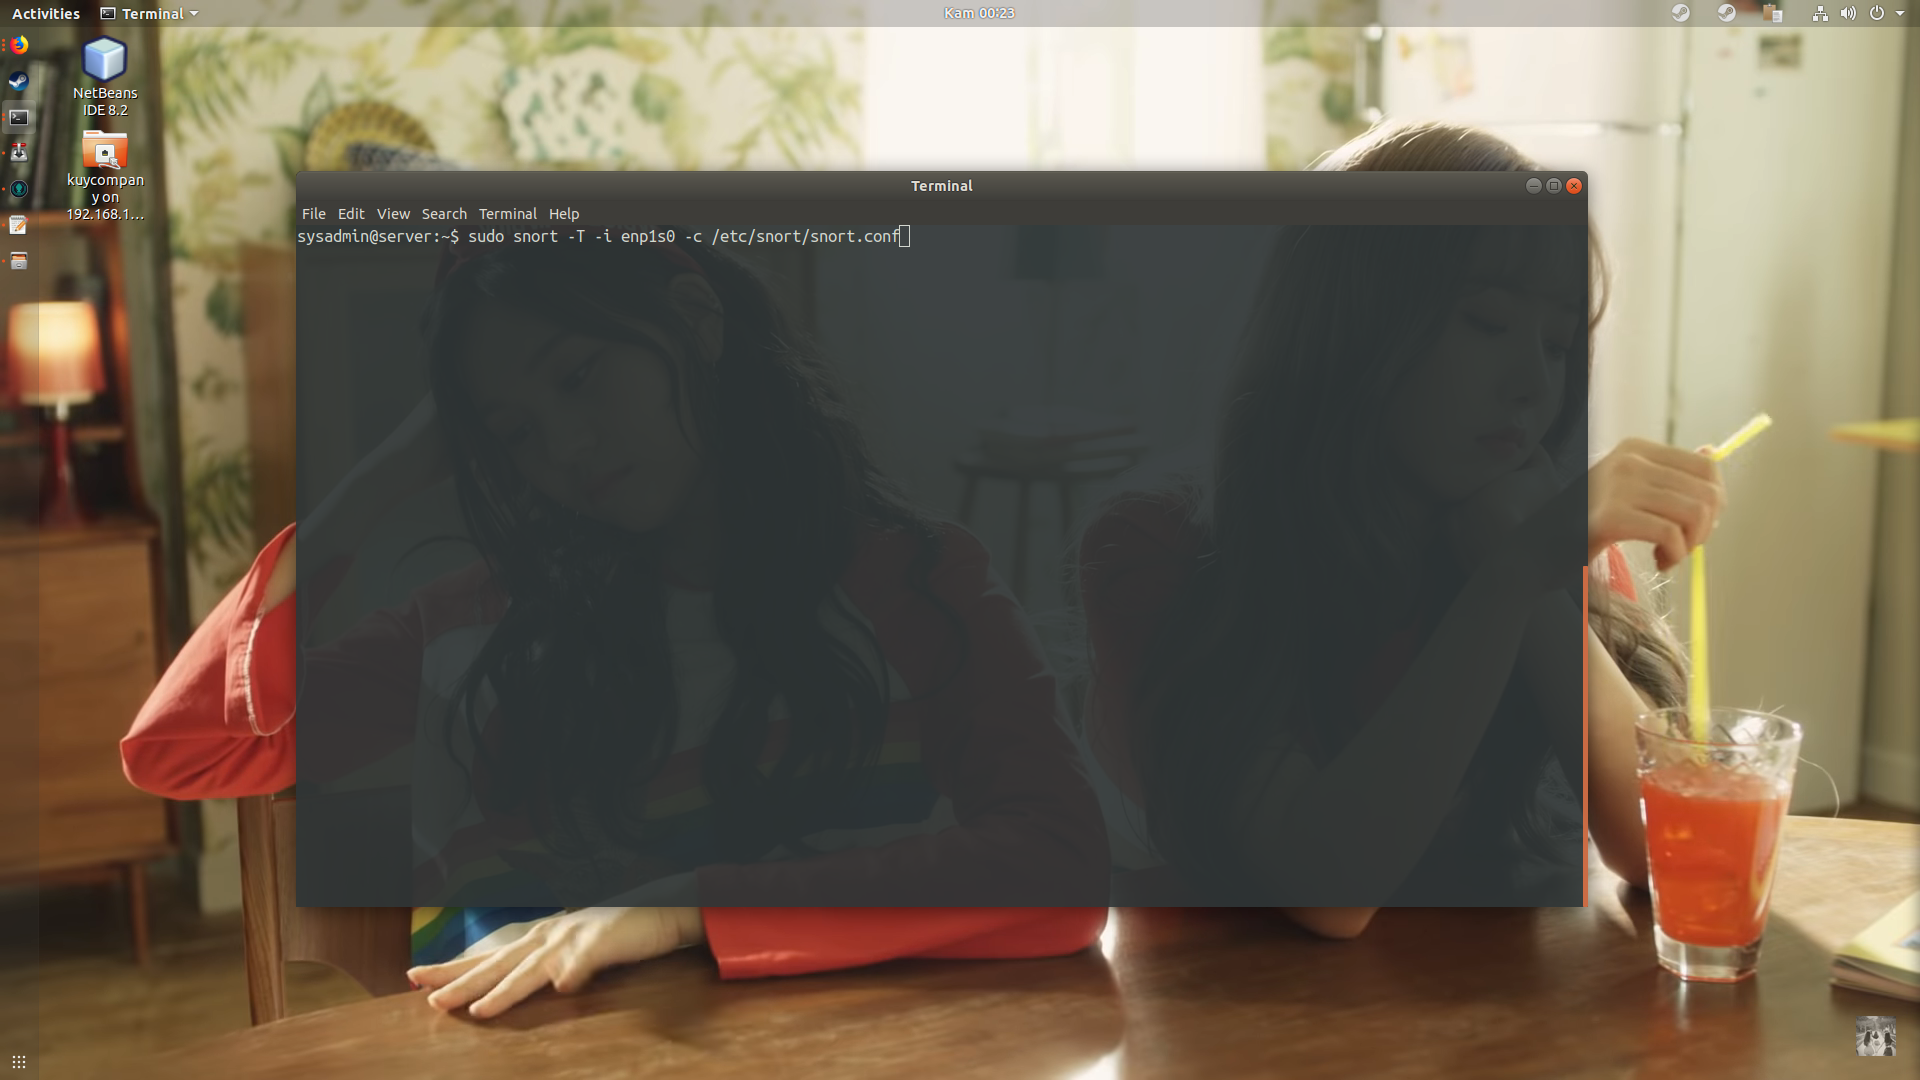 Activities
Terminal
Kam 00:23
NetBeans
IDE 8.2
kuycompan
y on
192.168.1…
Terminal
File Edit View Search Terminal Help
sysadmin@server:~$ sudo snort -T -i enp1s0 -c /etc/snort/snort.conf